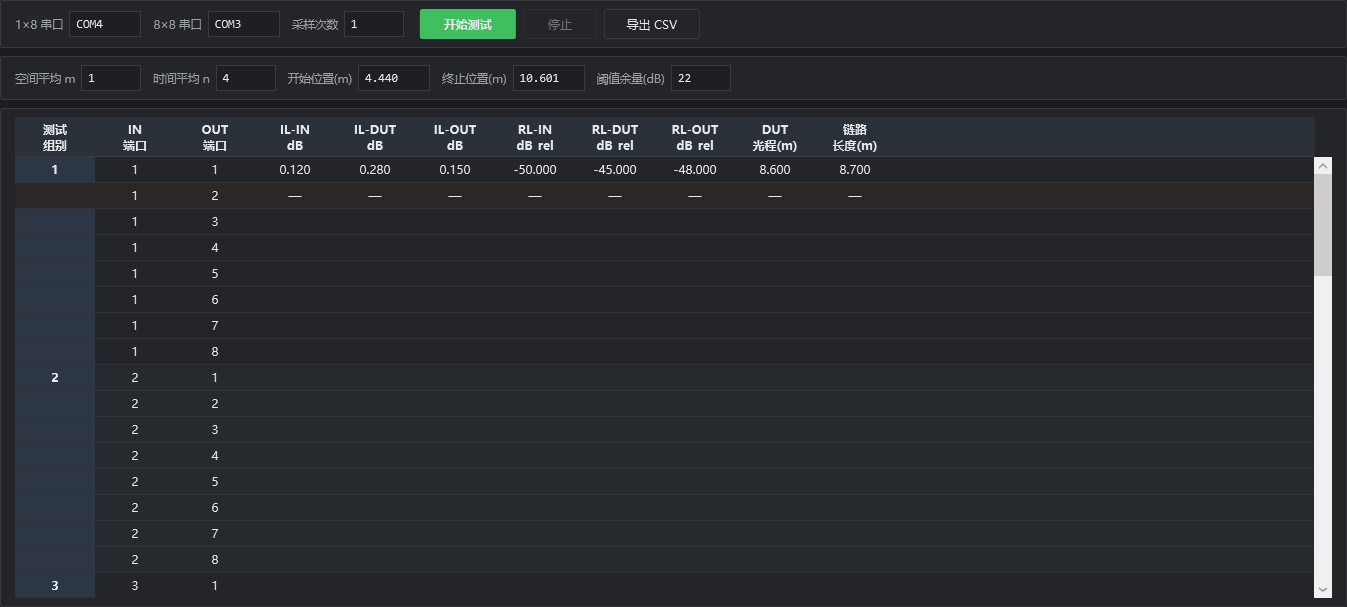 1×8 串口 COM4 8×8 串口 COM3 采样次数 1 开始测试 停止 导出 CSV
空间平均 m 1 时间平均 n 4 开始位置(m) 4.440 终止位置(m) 10.601 阈值余量(dB) 22
测试 IN OUT IL-IN IL-DUT IL-OUT RL-IN RL-DUT RL-OUT DUT 链路
组别 端口 端口 dB dB dB dB rel dB rel dB rel 光程(m) 长度(m)
1 1 1 0.120 0.280 0.150 -50.000 -45.000 -48.000 8.600 8.700
1 2 — — — — — — — —
1 3
1 4
1 5
1 6
1 7
1 8
2 2 1
2 2
2 3
2 4
2 5
2 6
2 7
2 8
3 3 1